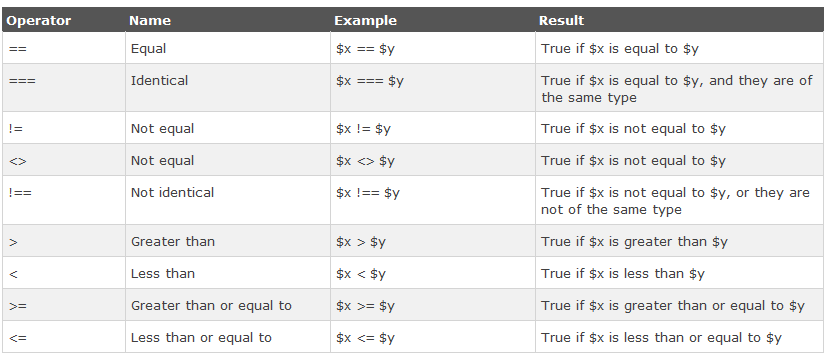 Operator Name Example Result
== Equal $x == $y True if $x is equal to $y
=== Identical $x === $y True if $x is equal to $y, and they are of
the same type
!= Not equal $x != $y True if $x is not equal to $y
<> Not equal $x <> $y True if $x is not equal to $y
!== Not identical $x !== $y True if $x is not equal to $y, or they are
not of the same type
> Greater than $x > $y True if $x is greater than $y
< Less than $x < $y True if $x is less than $y
>= Greater than or equal to $x >= $y True if $x is greater than or equal to $y
<= Less than or equal to $x <= $y True if $x is less than or equal to $y